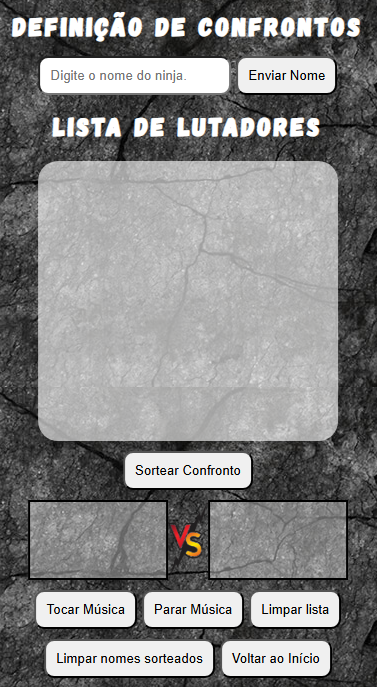 DEFINIÇÃO DE CONFRONTOS
Digite o nome do ninja. Enviar Nome
LISTA DE LUTADORES
Sortear Confronto
VS
Tocar Música Parar Música Limpar lista
Limpar nomes sorteados Voltar ao Início